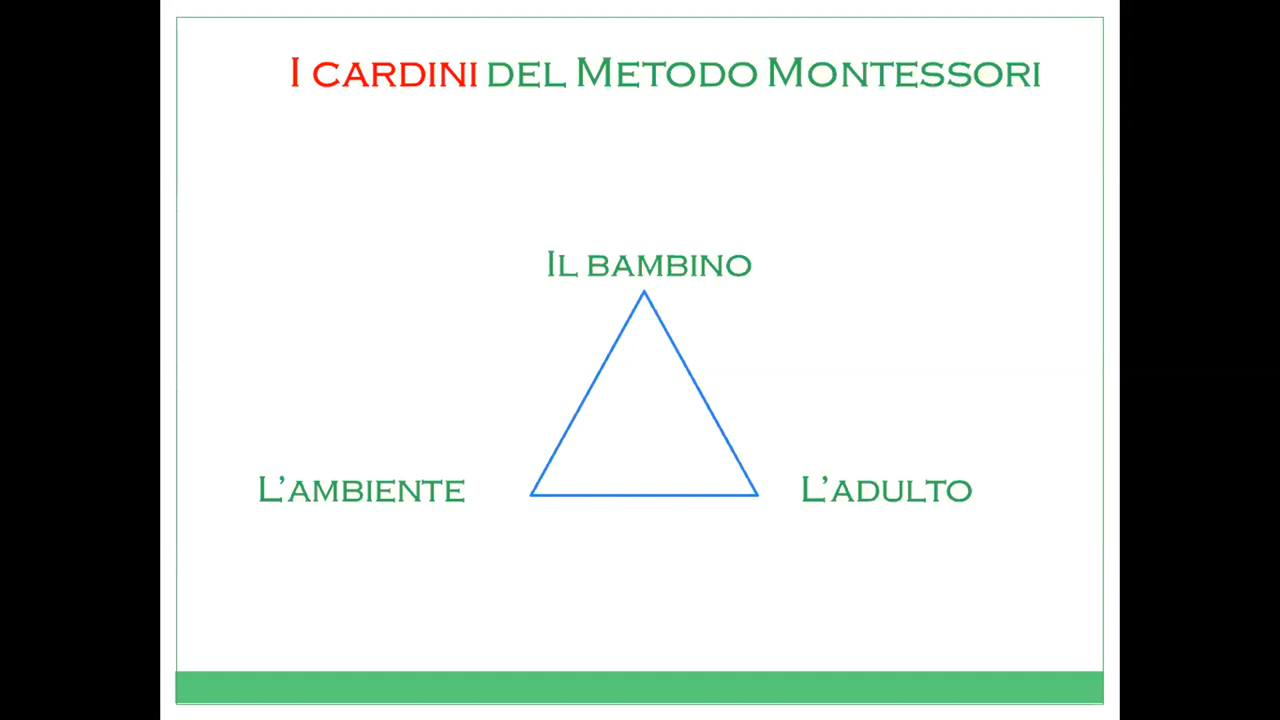 I CARDINI DEL METODO MONTESSORI
IL BAMBINO
L'AMBIENTE
L'ADULTO